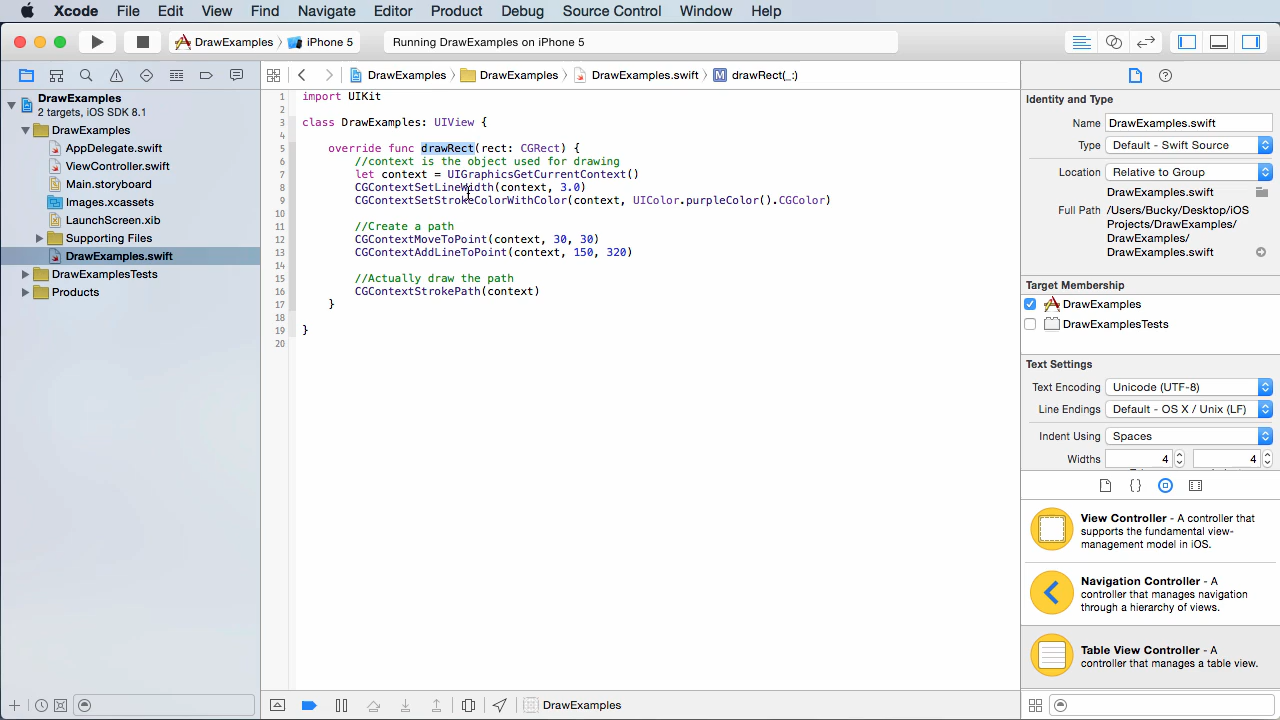 Xcode File Edit View Find Navigate Editor Product Debug Source Control Window Help
DrawExamples iPhone 5 Running DrawExamples on iPhone 5
DrawExamples DrawExamples DrawExamples.swift M drawRect(_:)
DrawExamples
2 targets, iOS SDK 8.1
DrawExamples
AppDelegate.swift
ViewController.swift
Main.storyboard
Images.xcassets
LaunchScreen.xib
Supporting Files
DrawExamples.swift
DrawExamplesTests
Products
1 import UIKit
2
3 class DrawExamples: UIView {
4
5 override func drawRect(rect: CGRect) {
6 //context is the object used for drawing
7 let context = UIGraphicsGetCurrentContext()
8 CGContextSetLineWidth(context, 3.0)
9 CGContextSetStrokeColorWithColor(context, UIColor.purpleColor().CGColor)
10
11 //Create a path
12 CGContextMoveToPoint(context, 30, 30)
13 CGContextAddLineToPoint(context, 150, 320)
14
15 //Actually draw the path
16 CGContextStrokePath(context)
17 }
18
19 }
20
Identity and Type
Name DrawExamples.swift
Type Default - Swift Source
Location Relative to Group
DrawExamples.swift
Full Path /Users/Bucky/Desktop/iOS
Projects/DrawExamples/
DrawExamples/
DrawExamples.swift
Target Membership
DrawExamples
DrawExamplesTests
Text Settings
Text Encoding Unicode (UTF-8)
Line Endings Default - OS X / Unix (LF)
Indent Using Spaces
Widths 4 4
View Controller - A controller that
supports the fundamental view-
management model in iOS.
Navigation Controller - A
controller that manages navigation
through a hierarchy of views.
Table View Controller - A
controller that manages a table view.
DrawExamples